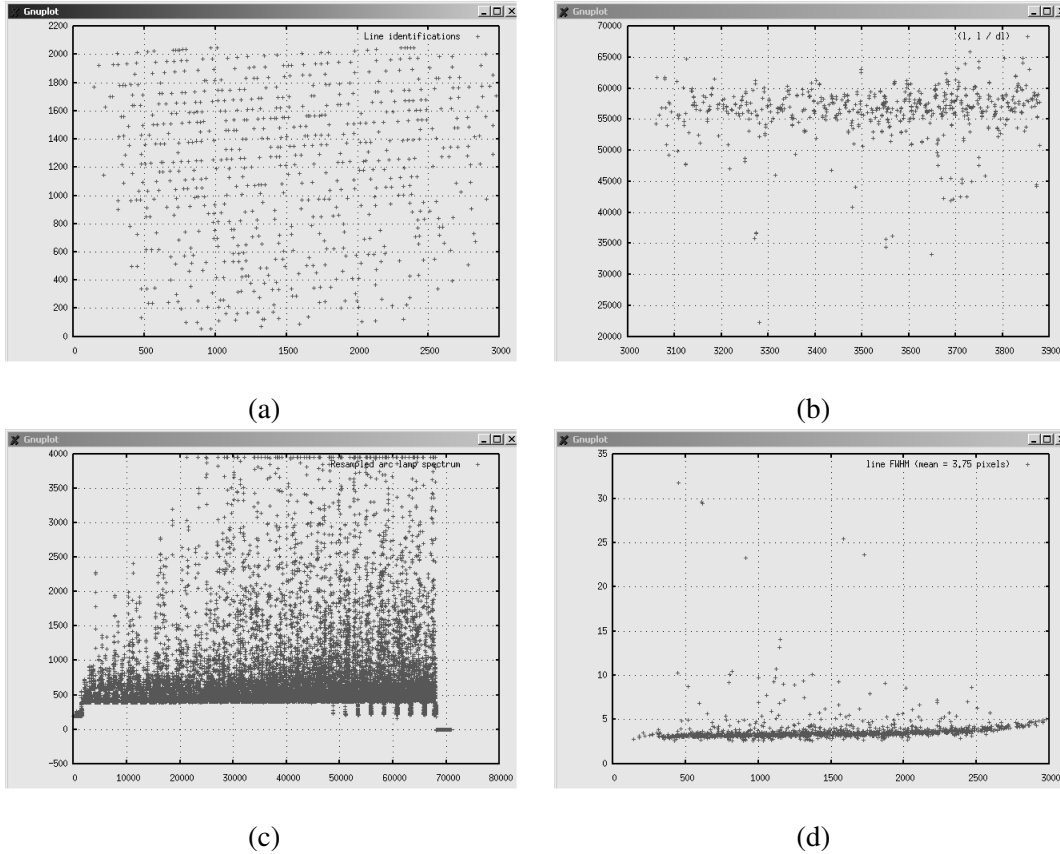 Gnuplot
Line identifications
2200
2000
1800
1600
1400
1200
1000
800
600
400
200
0
0 500 1000 1500 2000 2500 3000
(a)
Gnuplot
(l, l / dl)
70000
65000
60000
55000
50000
45000
40000
35000
30000
25000
20000
3000 3100 3200 3300 3400 3500 3600 3700 3800 3900
(b)
Gnuplot
Resampled arc lamp spectrum
4000
3500
3000
2500
2000
1500
1000
500
0
-500
0 10000 20000 30000 40000 50000 60000 70000 80000
(c)
Gnuplot
line FWHM (mean = 3.75 pixels)
35
30
25
20
15
10
5
0
0 500 1000 1500 2000 2500 3000
(d)